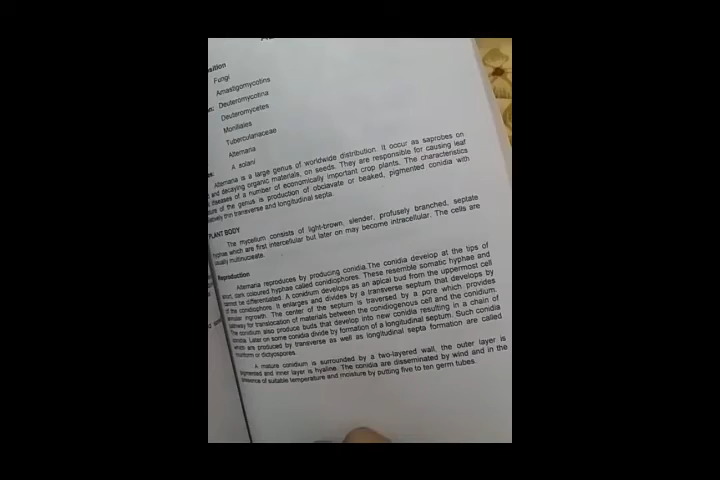 Fungi
Amastigomycotins
Deuteromycotina
Deuteromycetes
Moniliales
Tuberculariaceae
Alternaria
A solani
Alternaria is a large genus of worldwide distribution. It occur as saprobes on
and decaying organic materials, on seeds. They are responsible for causing leaf
diseases of a number of economically important crop plants. The characteristics
of the genus is production of obclavate or beaked, pigmented conidia with
thin transverse and longitudinal septa.
PLANT BODY
The mycelium consists of light-brown, slender, profusely branched, septate
hyphae which are first intercellular but later on may become intracellular. The cells are
usually multinucleate.
Reproduction
Alternaria reproduces by producing conidia.The conidia develop at the tips of
short, dark coloured hyphae called conidiophores. These resemble somatic hyphae and
cannot be differentiated. A conidium develops as an apical bud from the uppermost cell
of the conidiophore. It enlarges and divides by a transverse septum that develops by
annular ingrowth. The center of the septum is traversed by a pore which provides
pathway for translocation of materials between the conidiogenous cell and the conidium.
The conidium also produce buds that develop into new conidia resulting in a chain of
conidia. Later on some conidia divide by formation of a longitudinal septum. Such conidia
which are produced by transverse as well as longitudinal septa formation are called
muriform or dictyospores.
A mature conidium is surrounded by a two-layered wall, the outer layer is
pigmented and inner layer is hyaline. The conidia are disseminated by wind and in the
presence of suitable temperature and moisture by putting five to ten germ tubes.